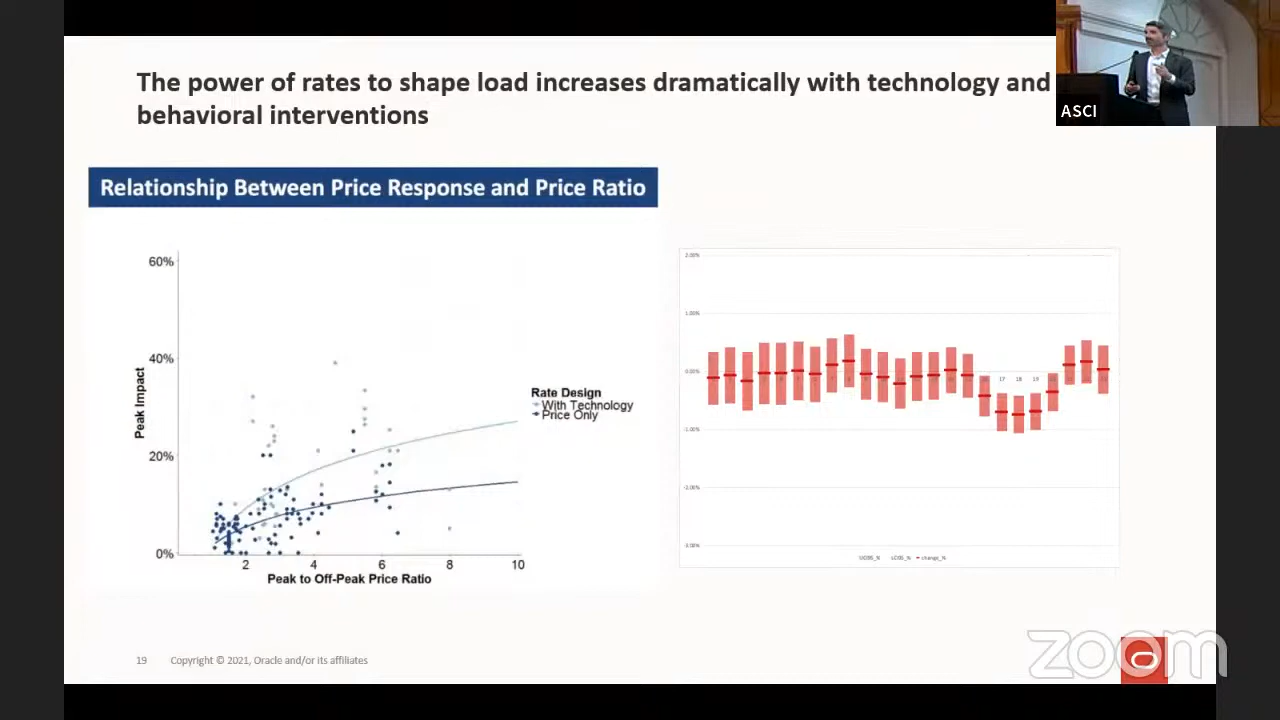 The power of rates to shape load increases dramatically with technology and
behavioral interventions
ASCI
Relationship Between Price Response and Price Ratio
60%
40%
20%
0%
Peak Impact
2 4 6 8 10
Peak to Off-Peak Price Ratio
Rate Design
With Technology
Price Only
2.00%
1.00%
0.00%
-1.00%
-2.00%
-3.00%
17 18 19
change_%
19 Copyright © 2021, Oracle and/or its affiliates
zoom